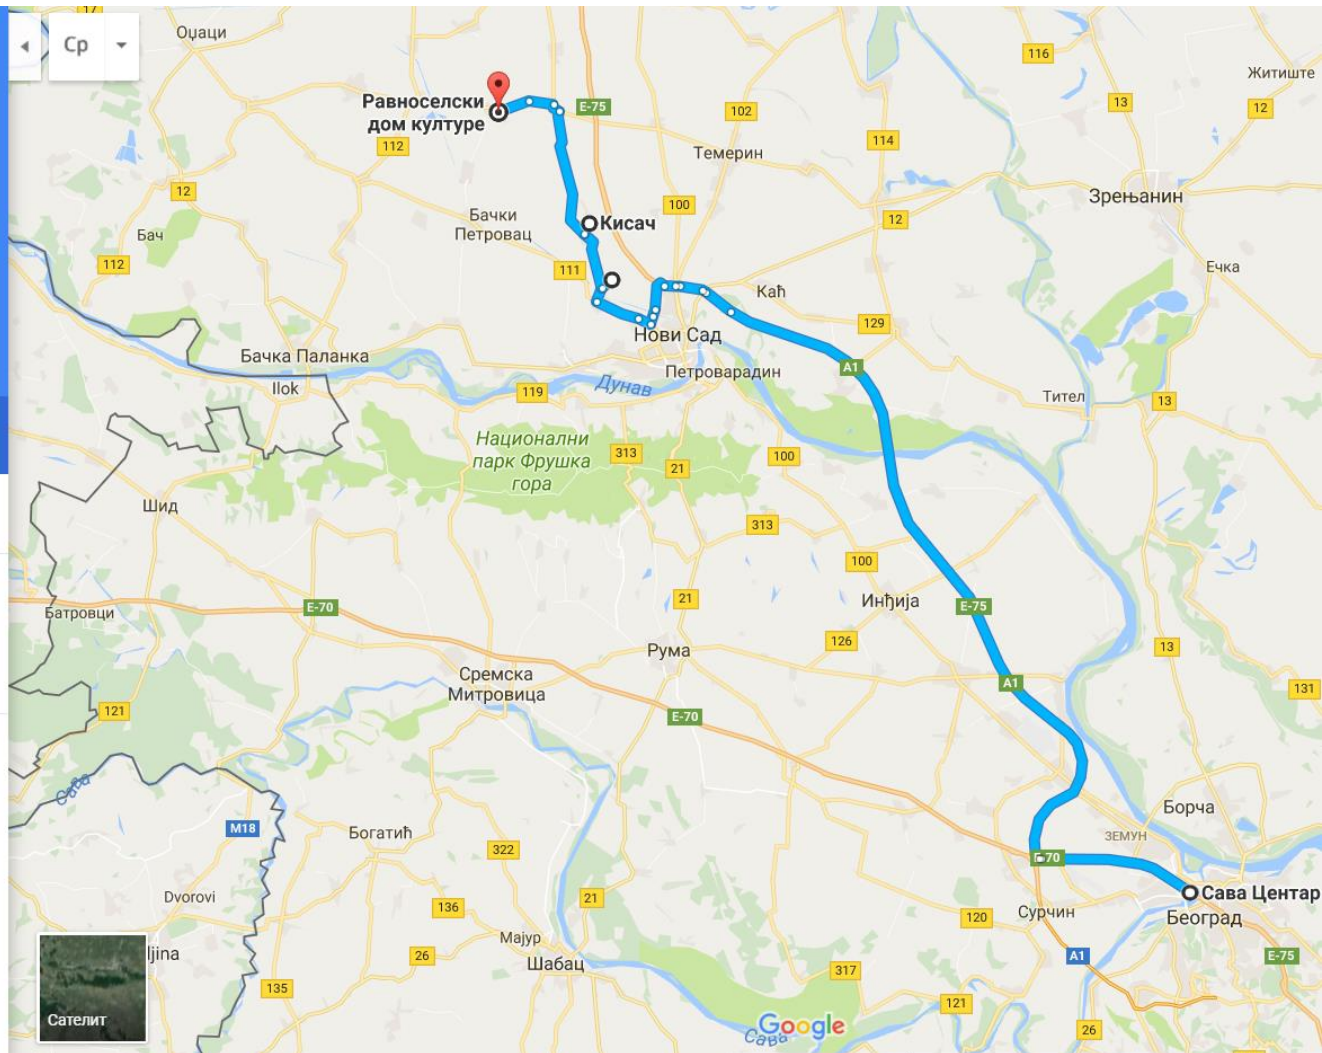 17
Оџаци
Ср
116
Житиште
Равноселски
дом културе
E-75
102
13
12
112
Темерин
114
12
100
Зрењанин
Бачки
Петровац
Кисач
12
Бач
112
111
Каћ
Ечка
129
Нови Сад
Бачка Паланка
Петроварадин
A1
Ilok
119
Дунав
Тител
13
Национални
парк Фрушка
гора
313
21
100
Шид
313
100
Батровци
E-70
21
Инђија
E-75
126
Рума
13
Сремска
Митровица
A1
131
121
E-70
Сава
Борча
M18
Богатић
ЗЕМУН
322
E-70
Dvorovi
21
Сава Центар
136
120
Сурчин
Београд
Мајур
ljina
26
Шабац
A1
E-75
317
135
121
Сателит
Google
Сава
26